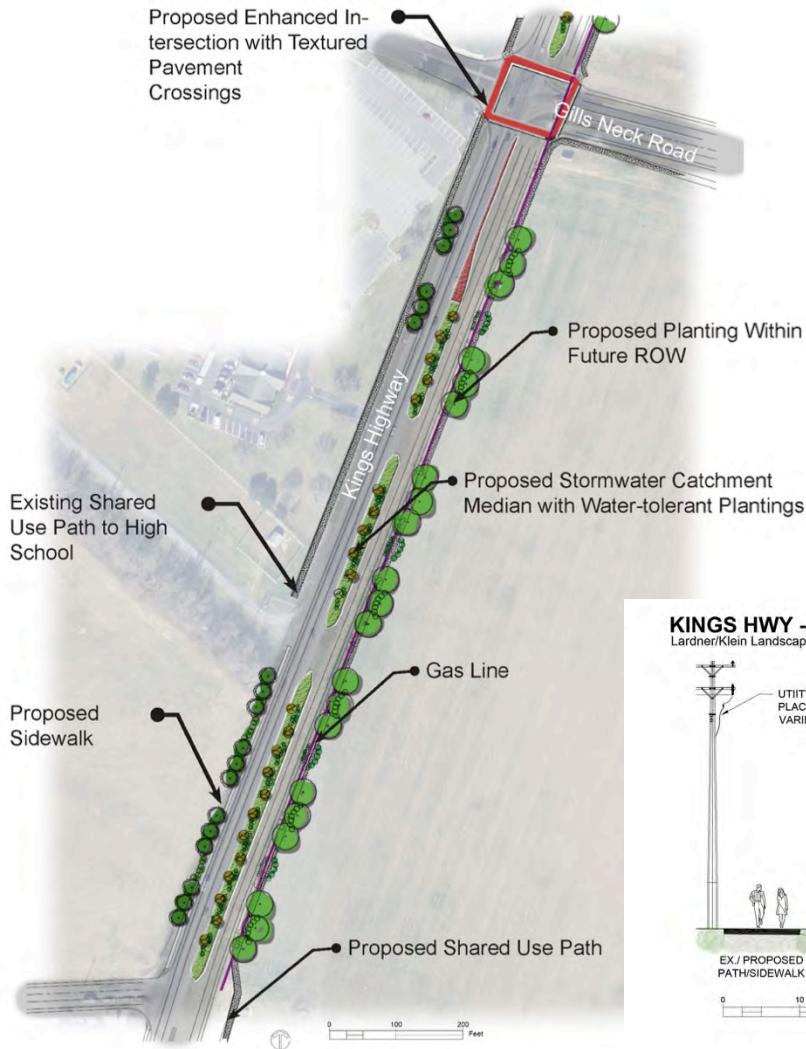 Proposed Enhanced In-
tersection with Textured
Pavement
Crossings
Gills Neck Road
Proposed Planting Within
Future ROW
Kings Highway
Proposed Stormwater Catchment
Median with Water-tolerant Plantings
Existing Shared
Use Path to High
School
Gas Line
Proposed
Sidewalk
Proposed Shared Use Path
0 100 200
Feet
KINGS HWY -
Lardner/Klein Landscap
UTIIT
PLAC
VARIE
EX./ PROPOSED
PATH/SIDEWALK
0 10